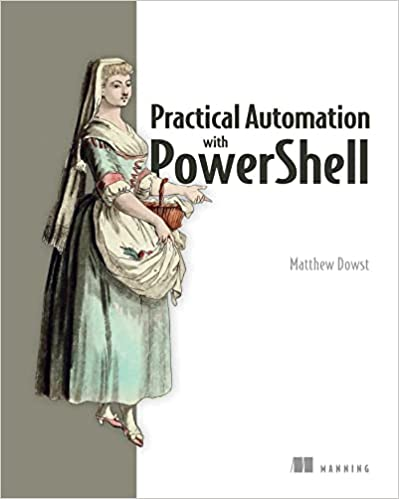 Practical Automation
with
PowerShell
Matthew Dowst
MANNING